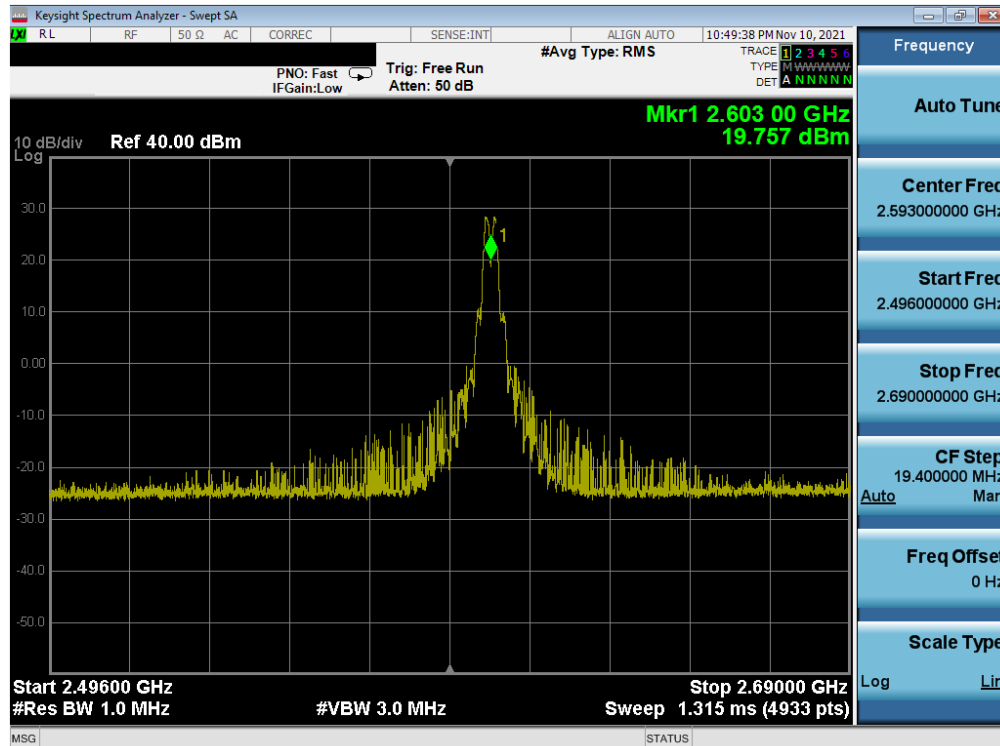 Keysight Spectrum Analyzer - Swept SA
LXI RL RF 50 Ω AC CORREC SENSE:INT ALIGN AUTO 10:49:38 PM Nov 10, 2021
#Avg Type: RMS TRACE 1 2 3 4 5 6
PNO: Fast Trig: Free Run TYPE M WWWWW
IFGain:Low Atten: 50 dB DET A N N N N N
Mkr1 2.603 00 GHz
19.757 dBm
10 dB/div Ref 40.00 dBm
Log
30.0
1
20.0
10.0
0.00
-10.0
-20.0
-30.0
-40.0
-50.0
Start 2.49600 GHz Stop 2.69000 GHz
#Res BW 1.0 MHz #VBW 3.0 MHz Sweep 1.315 ms (4933 pts)
MSG STATUS
Frequency
Auto Tune
Center Freq
2.593000000 GHz
Start Freq
2.496000000 GHz
Stop Freq
2.690000000 GHz
CF Step
19.400000 MHz
Auto Man
Freq Offset
0 Hz
Scale Type
Log Lin